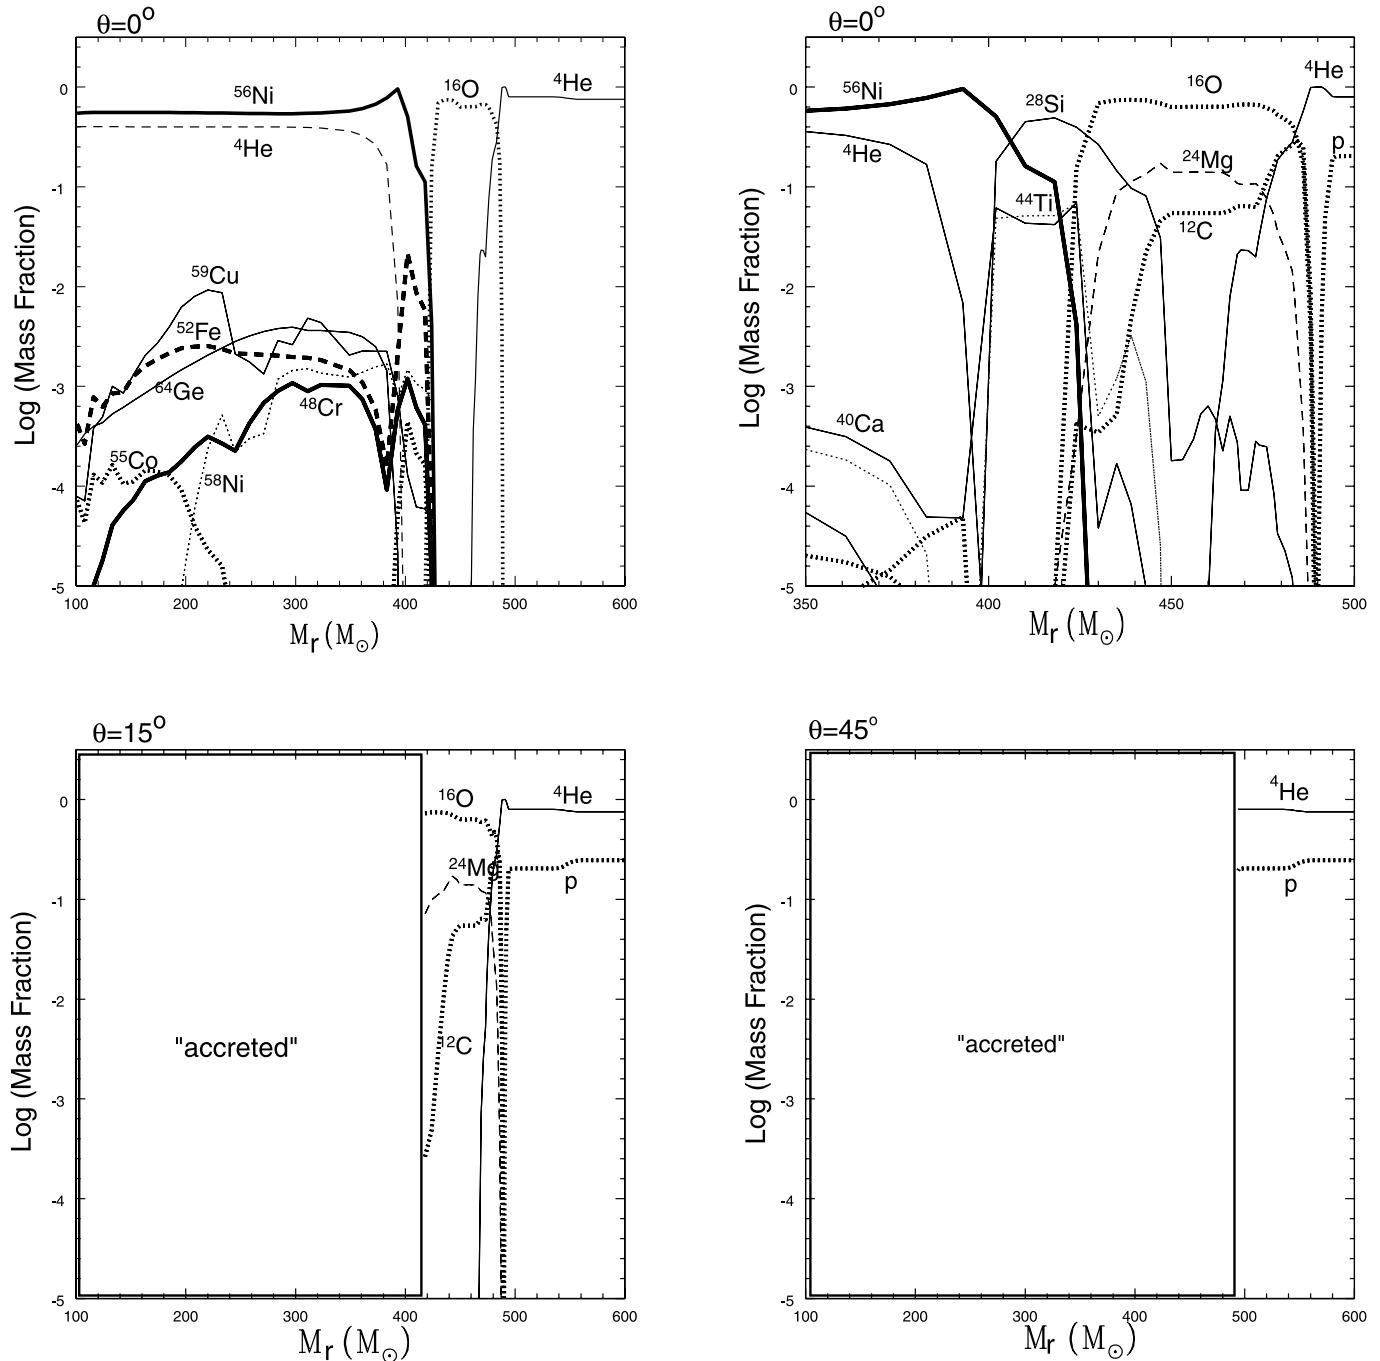 θ=0°
56Ni
16O
4He
4He
59Cu
52Fe
64Ge
48Cr
55Co
58Ni
0
-1
-2
-3
-4
-5
Log (Mass Fraction)
100 200 300 400 500 600
Mr (M⊙)
θ=0°
4He
56Ni
28Si
16O
4He
24Mg
p
44Ti
12C
40Ca
0
-1
-2
-3
-4
-5
Log (Mass Fraction)
350 400 450 500
Mr (M⊙)
θ=15°
16O
4He
24Mg
p
12C
"accreted"
0
-1
-2
-3
-4
-5
Log (Mass Fraction)
100 200 300 400 500 600
Mr (M⊙)
θ=45°
4He
p
"accreted"
0
-1
-2
-3
-4
-5
Log (Mass Fraction)
100 200 300 400 500 600
Mr (M⊙)